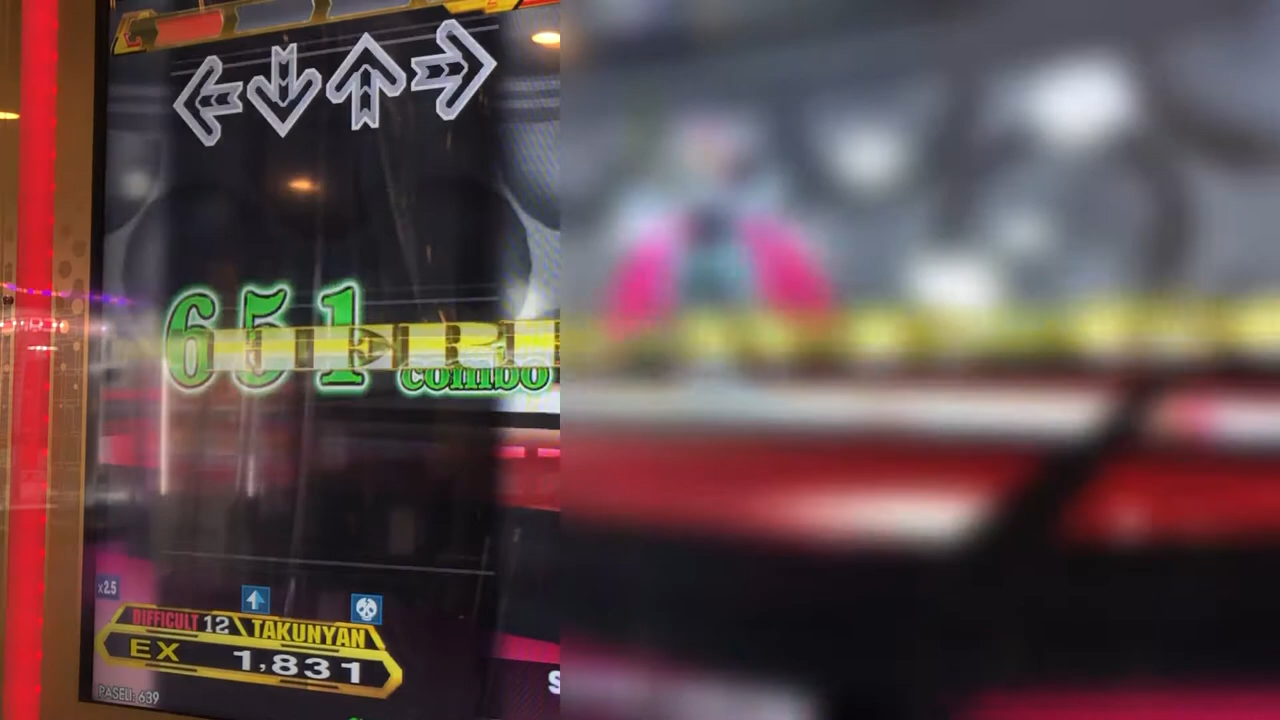 651
combo
x2.5
DIFFICULT 12 TAKUNYAN
EX 1,831
PASELI: 639